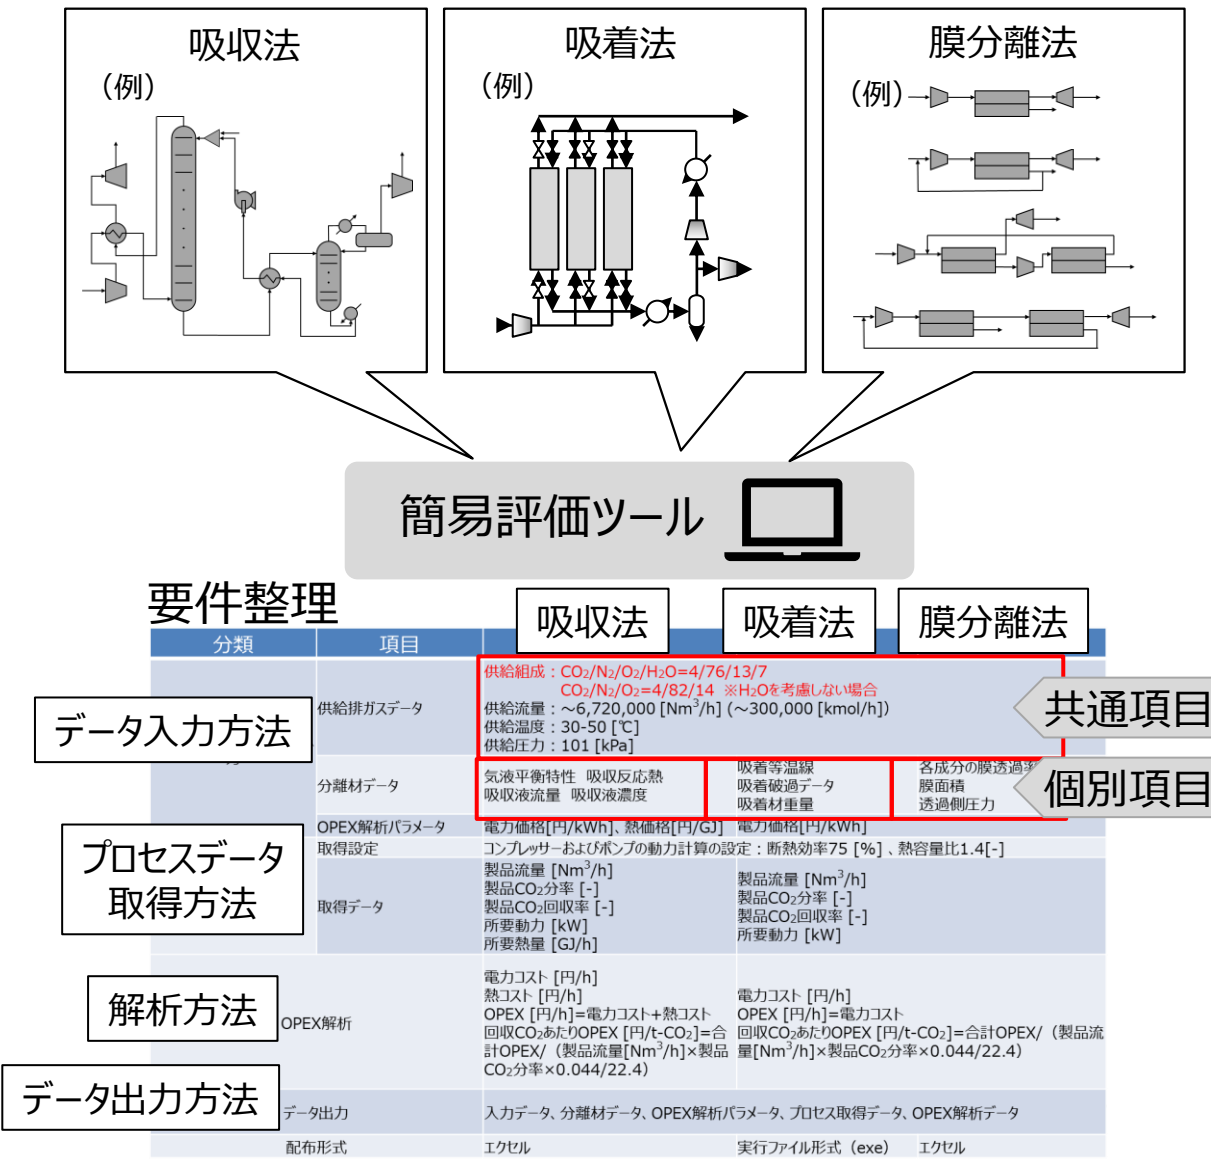 吸収法
吸着法
膜分離法
（例）
（例）
（例）
簡易評価ツール
要件整理
吸収法
吸着法
膜分離法
分類
項目
データ入力方法
供給排ガスデータ
供給組成：CO₂/N₂/O₂/H₂O=4/76/13/7
CO₂/N₂/O₂=4/82/14 ※H₂Oを考慮しない場合
供給流量：～6,720,000 [Nm³/h] (～300,000 [kmol/h])
供給温度：30-50 [℃]
供給圧力：101 [kPa]
共通項目
分離材データ
気液平衡特性 吸収反応熱
吸収液流量 吸収液濃度
吸着等温線
吸着破過データ
吸着材重量
各成分の膜透過率
膜面積
透過側圧力
個別項目
OPEX解析パラメータ
電力価格[円/kWh]、熱価格[円/GJ]
電力価格[円/kWh]
プロセスデータ
取得方法
取得設定
コンプレッサーおよびポンプの動力計算の設定：断熱効率75 [%] 、熱容量比1.4[-]
取得データ
製品流量 [Nm³/h]
製品CO₂分率 [-]
製品CO₂回収率 [-]
所要動力 [kW]
所要熱量 [GJ/h]
製品流量 [Nm³/h]
製品CO₂分率 [-]
製品CO₂回収率 [-]
所要動力 [kW]
解析方法
OPEX解析
電力コスト [円/h]
熱コスト [円/h]
OPEX [円/h]=電力コスト+熱コスト
回収CO₂あたりOPEX [円/t-CO₂]=合
計OPEX/（製品流量[Nm³/h]×製品
CO₂分率×0.044/22.4）
電力コスト [円/h]
OPEX [円/h]=電力コスト
回収CO₂あたりOPEX [円/t-CO₂]=合計OPEX/（製品流
量[Nm³/h]×製品CO₂分率×0.044/22.4）
データ出力方法
データ出力
入力データ、分離材データ、OPEX解析パラメータ、プロセス取得データ、OPEX解析データ
配布形式
エクセル
実行ファイル形式（exe）
エクセル